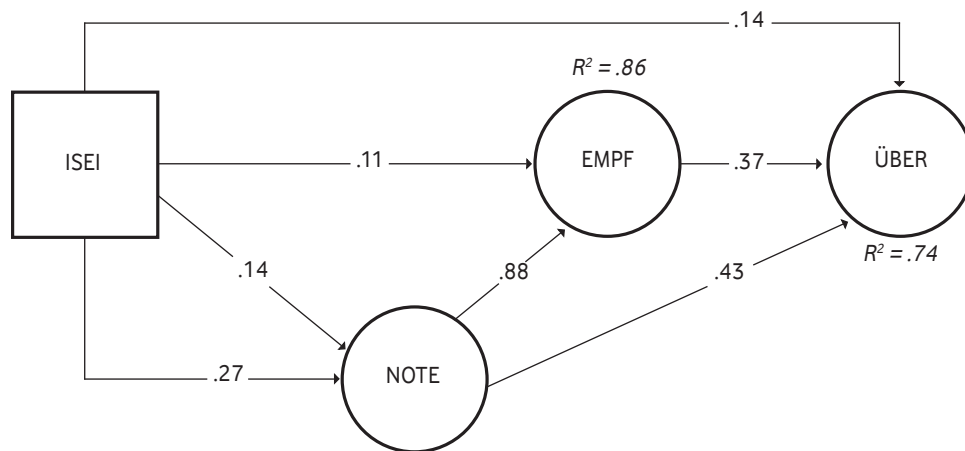 .14
R² = .86
ISEI
.11
EMPF
.37
ÜBER
R² = .74
.14
.88
.43
.27
NOTE